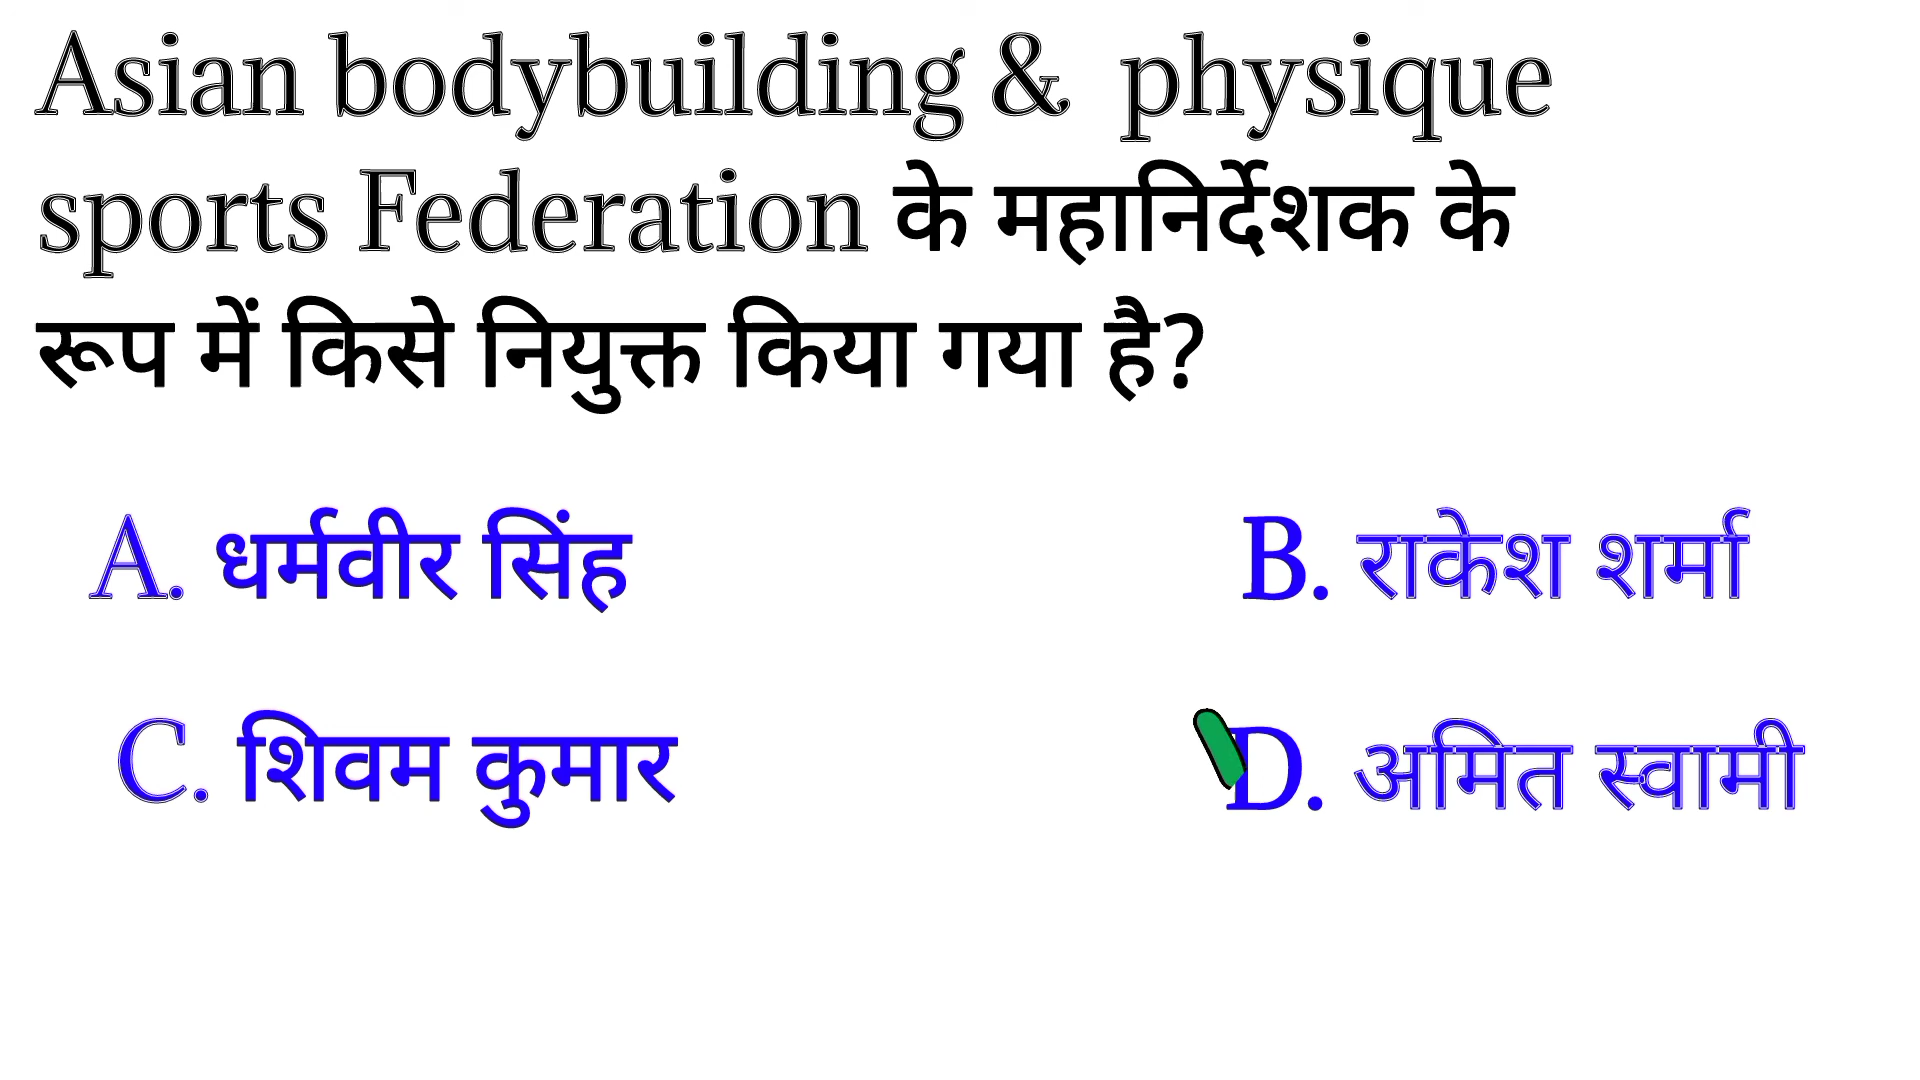 Asian bodybuilding & physique
sports Federation के महानिर्देशक के
रूप में किसे नियुक्त किया गया है?
A. धर्मवीर सिंह
B. राकेश शर्मा
C. शिवम कुमार
D. अमित स्वामी